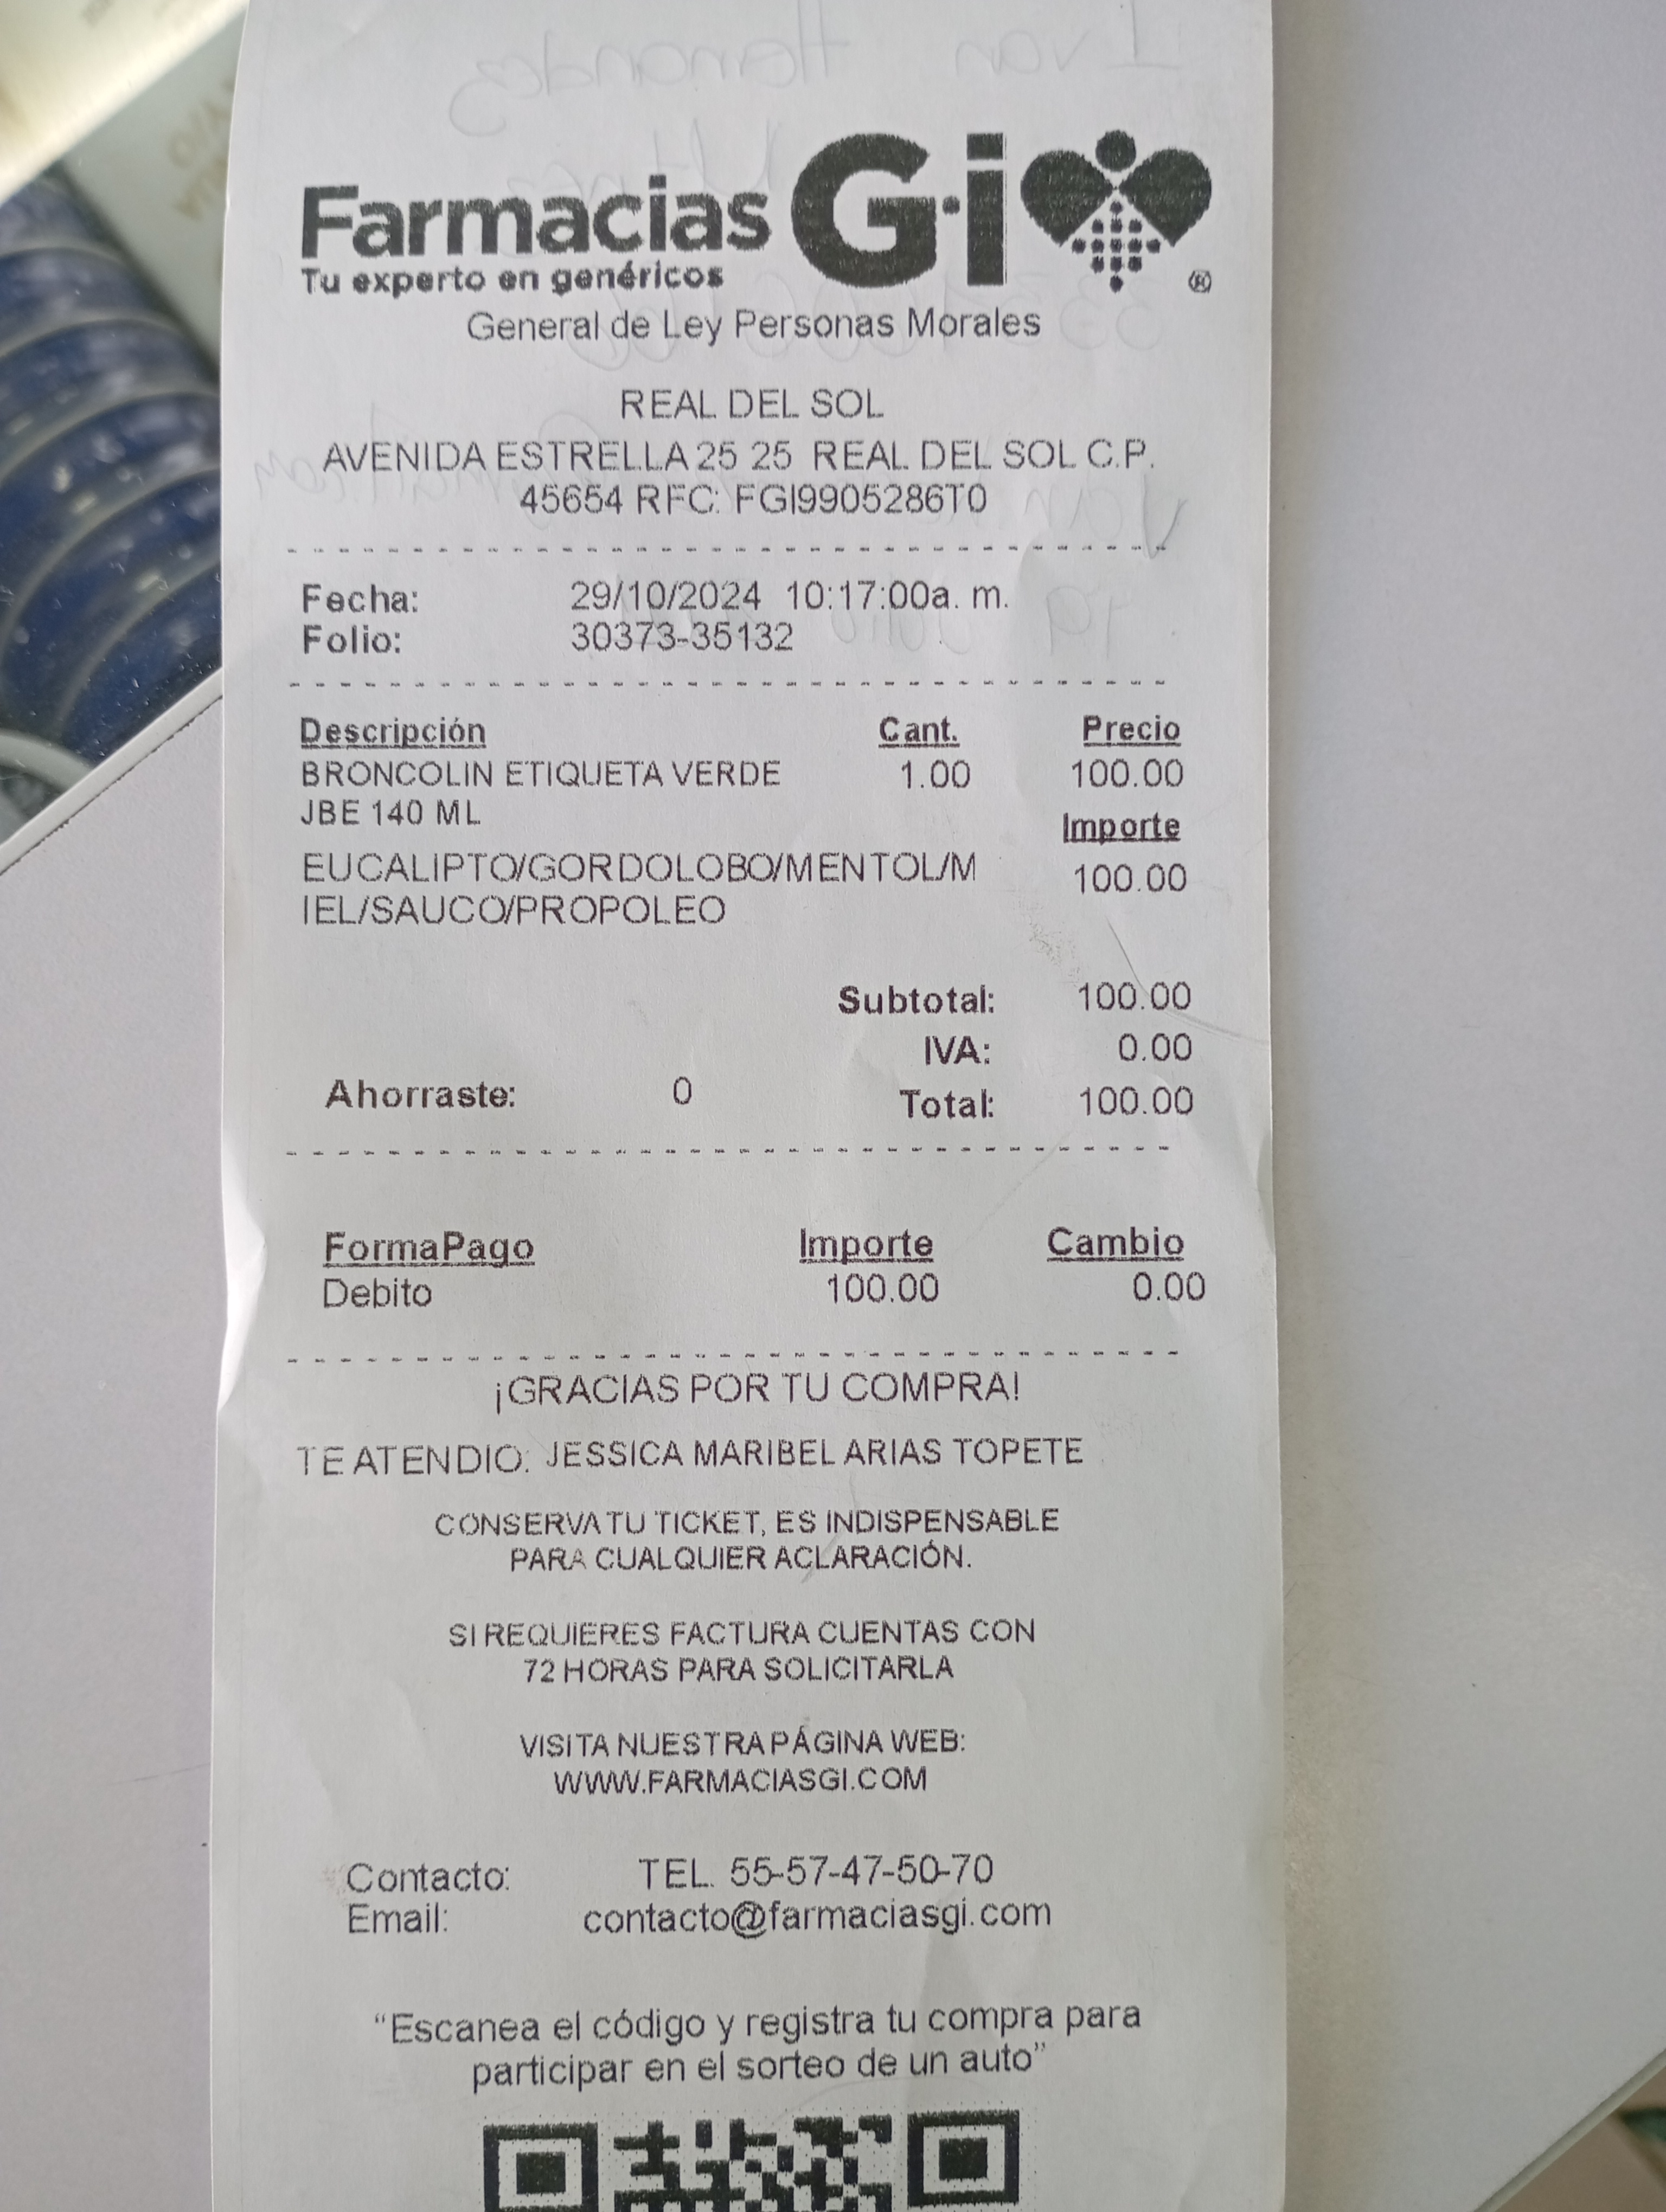 Farmacias G·i ®
Tu experto en genéricos
General de Ley Personas Morales
REAL DEL SOL
AVENIDA ESTRELLA 25 25 REAL DEL SOL C.P.
45654 RFC: FGI9905286T0
Fecha: 29/10/2024 10:17:00a. m.
Folio: 30373-35132
Descripción Cant. Precio
BRONCOLIN ETIQUETA VERDE 1.00 100.00
JBE 140 ML
Importe
EUCALIPTO/GORDOLOBO/MENTOL/M 100.00
IEL/SAUCO/PROPOLEO
Subtotal: 100.00
IVA: 0.00
Ahorraste: 0 Total: 100.00
FormaPago Importe Cambio
Debito 100.00 0.00
¡GRACIAS POR TU COMPRA!
TE ATENDIO: JESSICA MARIBEL ARIAS TOPETE
CONSERVA TU TICKET, ES INDISPENSABLE
PARA CUALQUIER ACLARACIÓN.
SI REQUIERES FACTURA CUENTAS CON
72 HORAS PARA SOLICITARLA
VISITA NUESTRA PÁGINA WEB:
WWW.FARMACIASGI.COM
Contacto: TEL. 55-57-47-50-70
Email: contacto@farmaciasgi.com
“Escanea el código y registra tu compra para
participar en el sorteo de un auto”